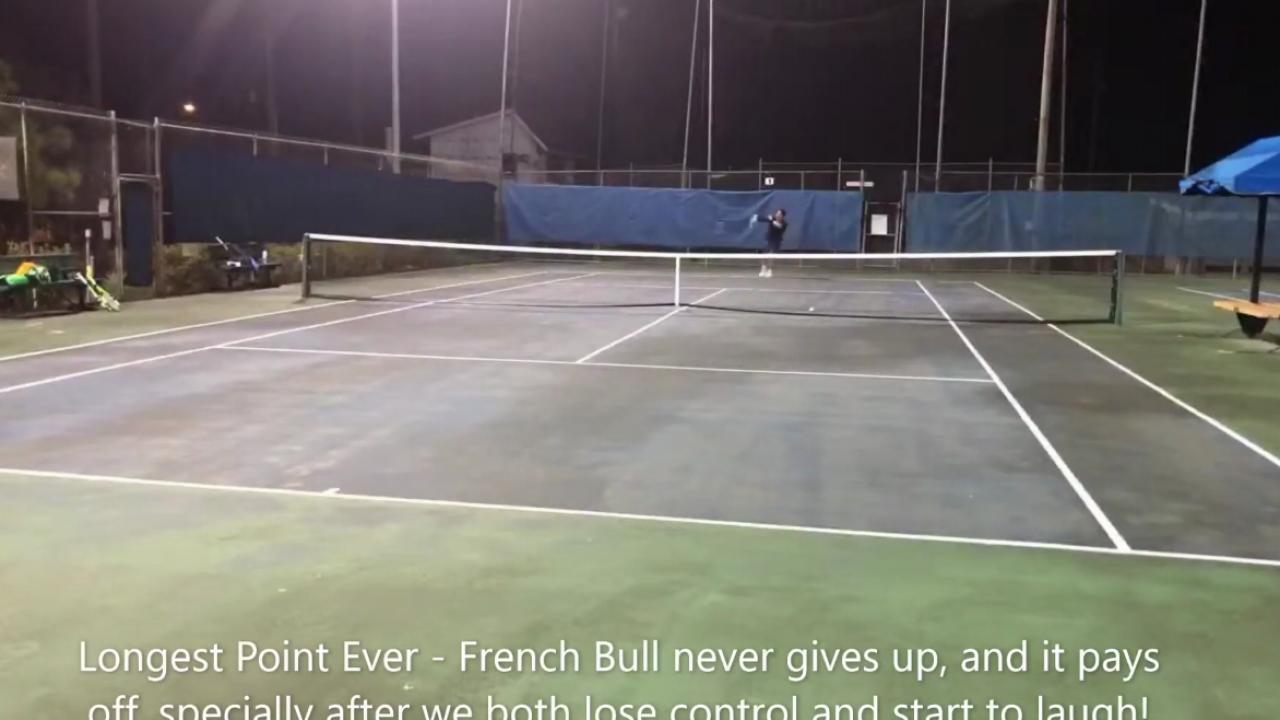 Longest Point Ever - French Bull never gives up, and it pays
off, specially after we both lose control and start to laugh!